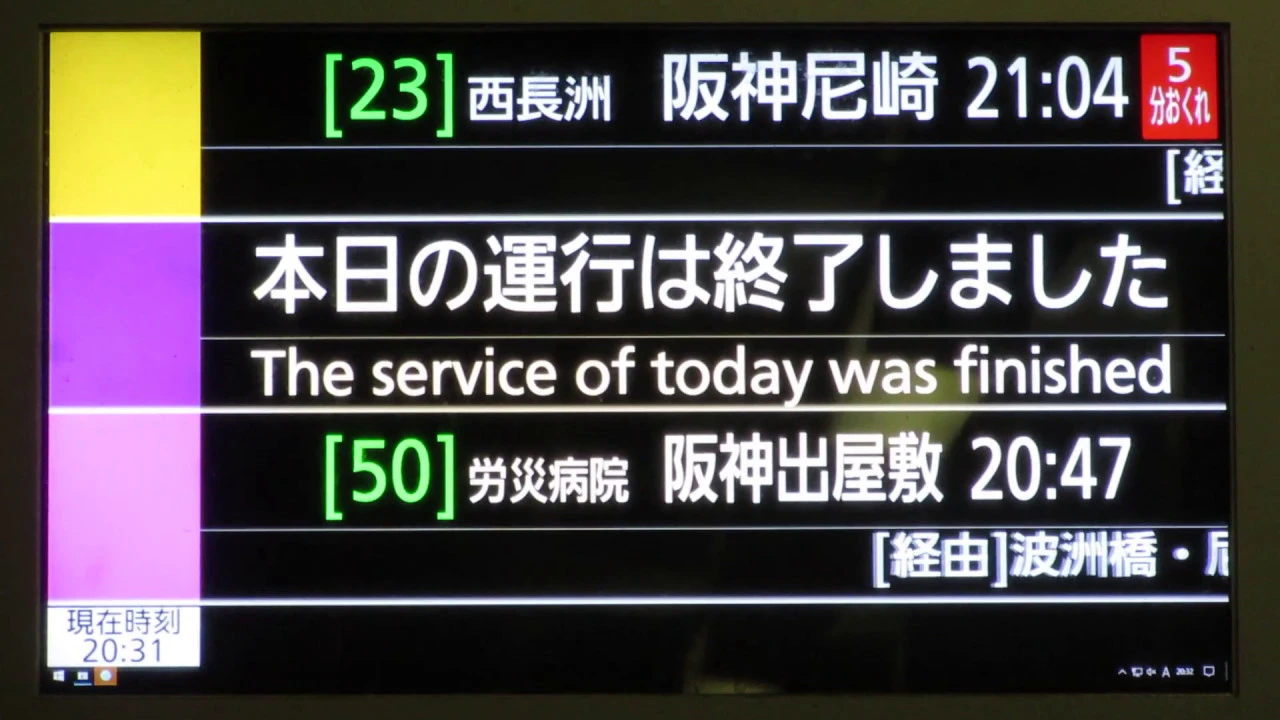 [23] 西長洲 阪神尼崎 21:04 5分おくれ
[経
本日の運行は終了しました
The service of today was finished
[50] 労災病院 阪神出屋敷 20:47
[経由]波洲橋・尼
現在時刻
20:31
A 20:32